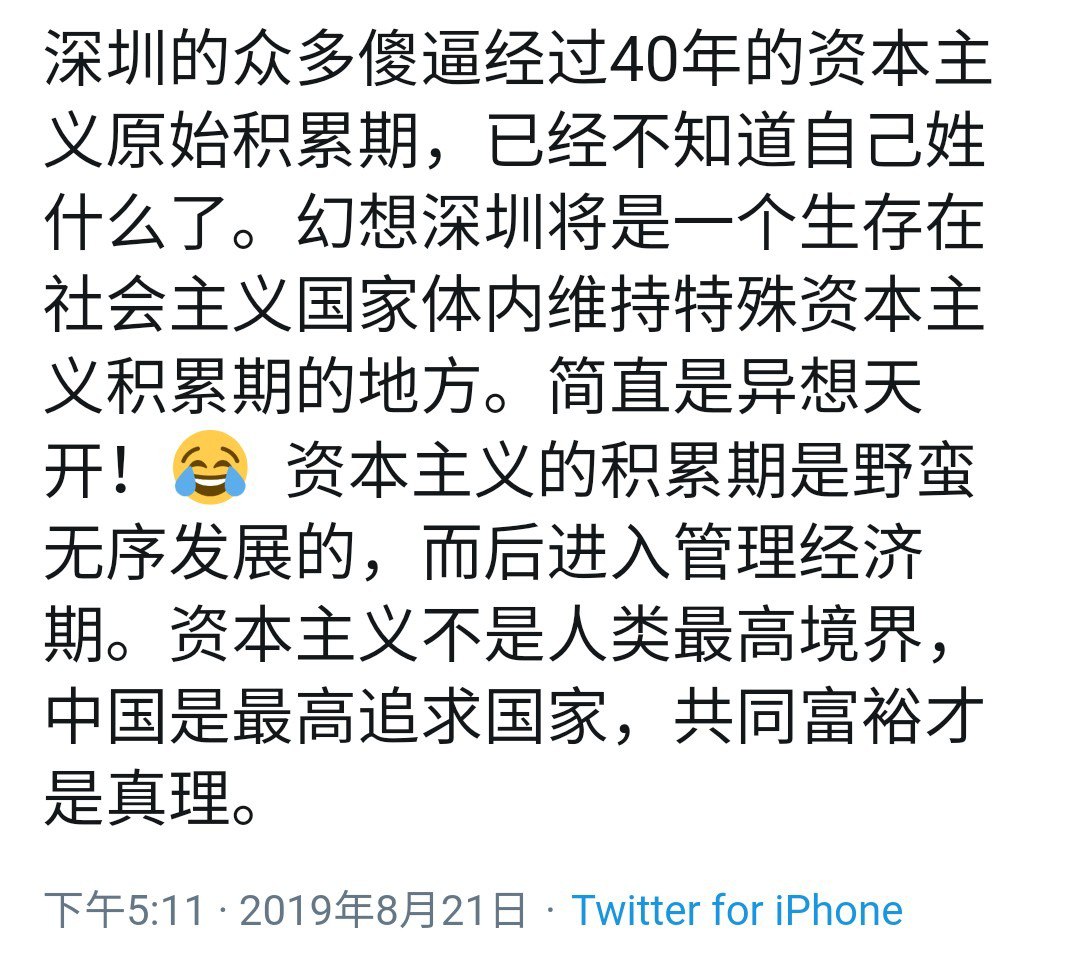 深圳的众多傻逼经过40年的资本主
义原始积累期，已经不知道自己姓
什么了。幻想深圳将是一个生存在
社会主义国家体内维持特殊资本主
义积累期的地方。简直是异想天
开！😂 资本主义的积累期是野蛮
无序发展的，而后进入管理经济
期。资本主义不是人类最高境界，
中国是最高追求国家，共同富裕才
是真理。
下午5:11 · 2019年8月21日 · Twitter for iPhone